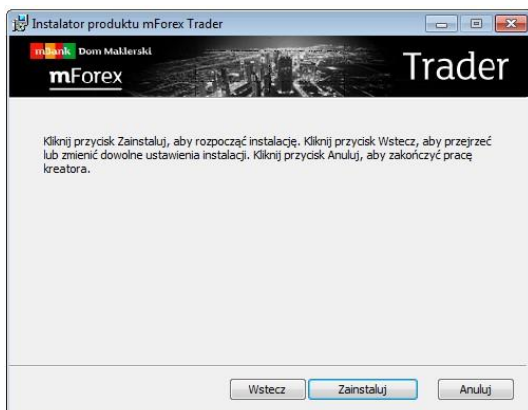 Instalator produktu mForex Trader
mBank Dom Maklerski
mForex
Trader
Kliknij przycisk Zainstaluj, aby rozpocząć instalację. Kliknij przycisk Wstecz, aby przejrzeć
lub zmienić dowolne ustawienia instalacji. Kliknij przycisk Anuluj, aby zakończyć pracę
kreatora.
Wstecz
Zainstaluj
Anuluj